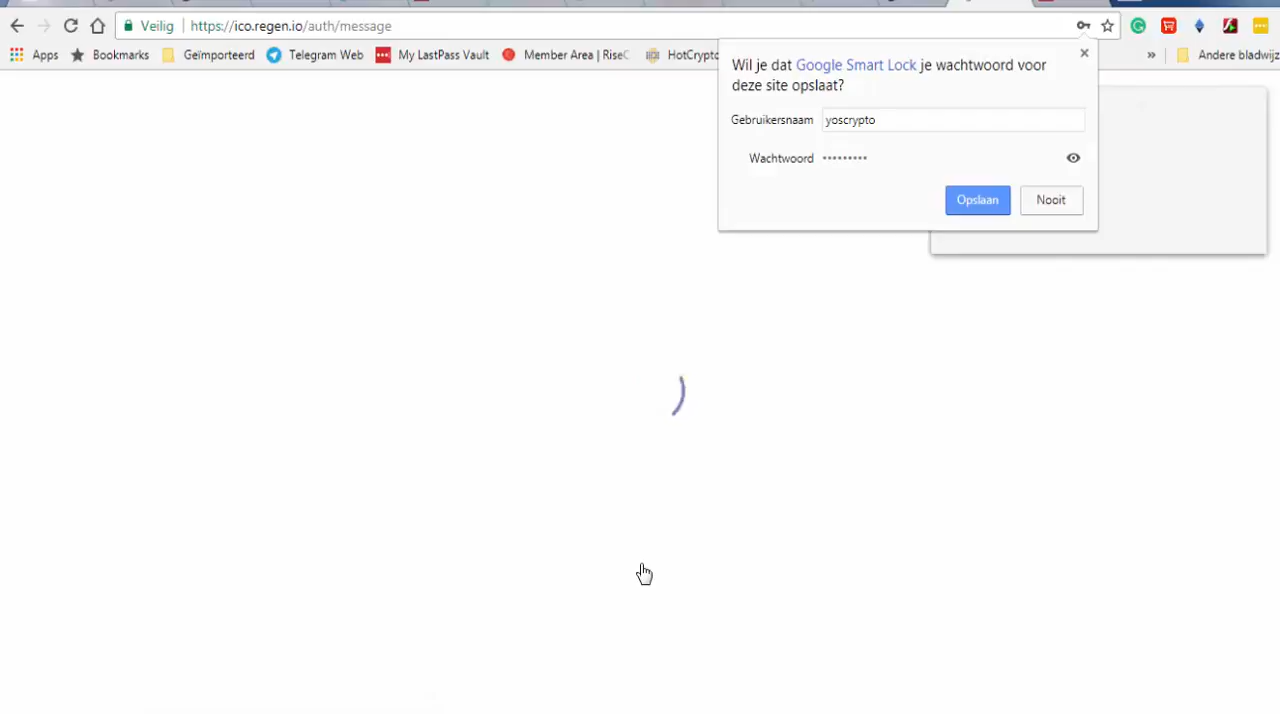 Veilig https://ico.regen.io/auth/message
Apps Bookmarks Geïmporteerd Telegram Web My LastPass Vault Member Area | RiseC HotCrypto » Andere bladwijz
Wil je dat Google Smart Lock je wachtwoord voor
deze site opslaat?
Gebruikersnaam yoscrypto
Wachtwoord •••••••••
Opslaan Nooit